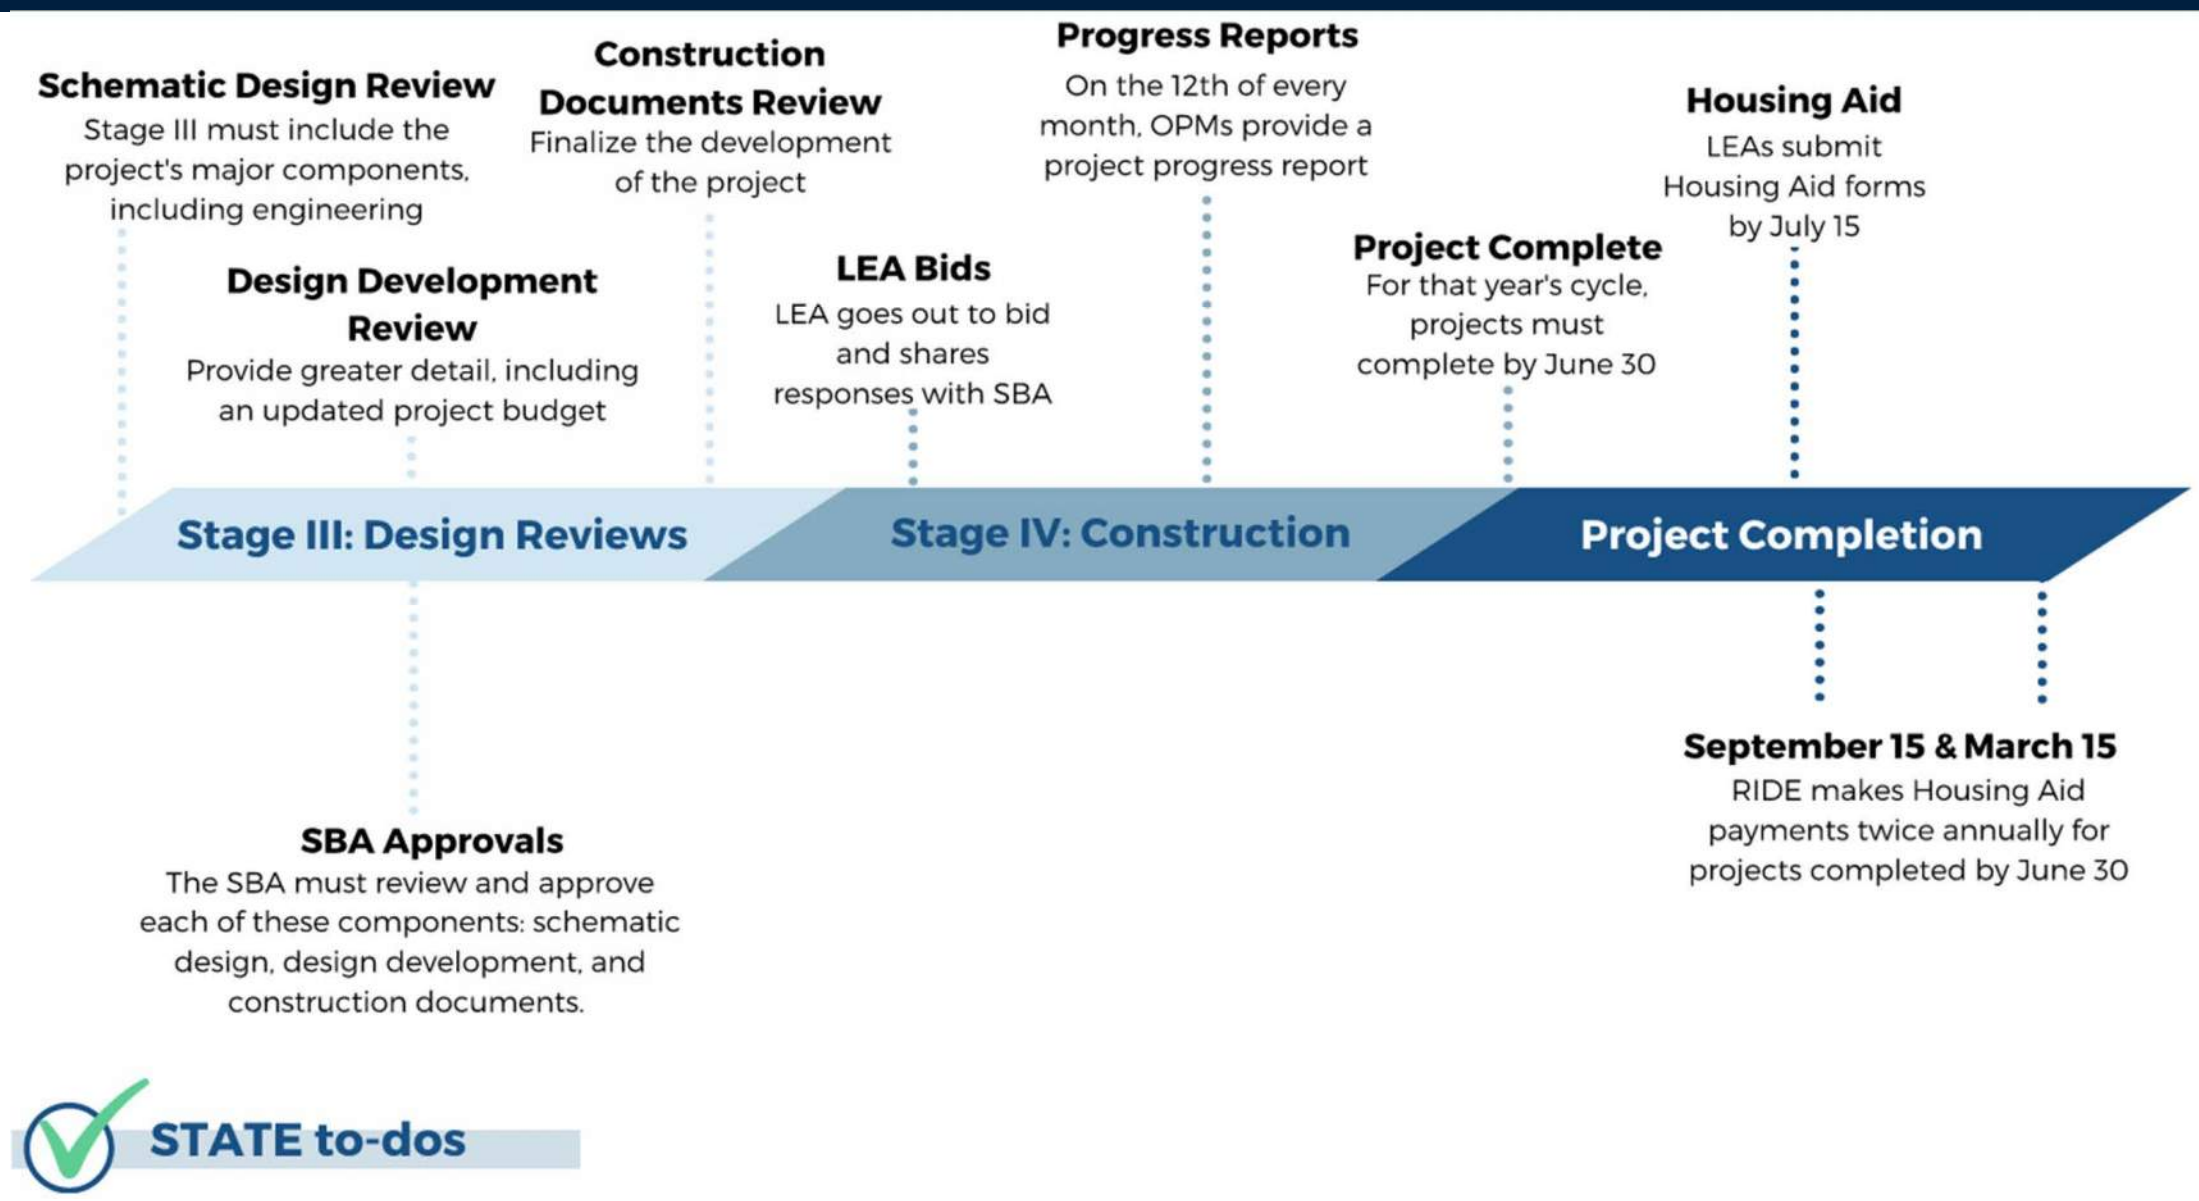 Schematic Design Review
Stage III must include the
project's major components,
including engineering
Design Development
Review
Provide greater detail, including
an updated project budget
Construction
Documents Review
Finalize the development
of the project
LEA Bids
LEA goes out to bid
and shares
responses with SBA
Progress Reports
On the 12th of every
month, OPMs provide a
project progress report
Project Complete
For that year's cycle,
projects must
complete by June 30
Housing Aid
LEAs submit
Housing Aid forms
by July 15
Stage III: Design Reviews
Stage IV: Construction
Project Completion
SBA Approvals
The SBA must review and approve
each of these components: schematic
design, design development, and
construction documents.
September 15 & March 15
RIDE makes Housing Aid
payments twice annually for
projects completed by June 30
STATE to-dos